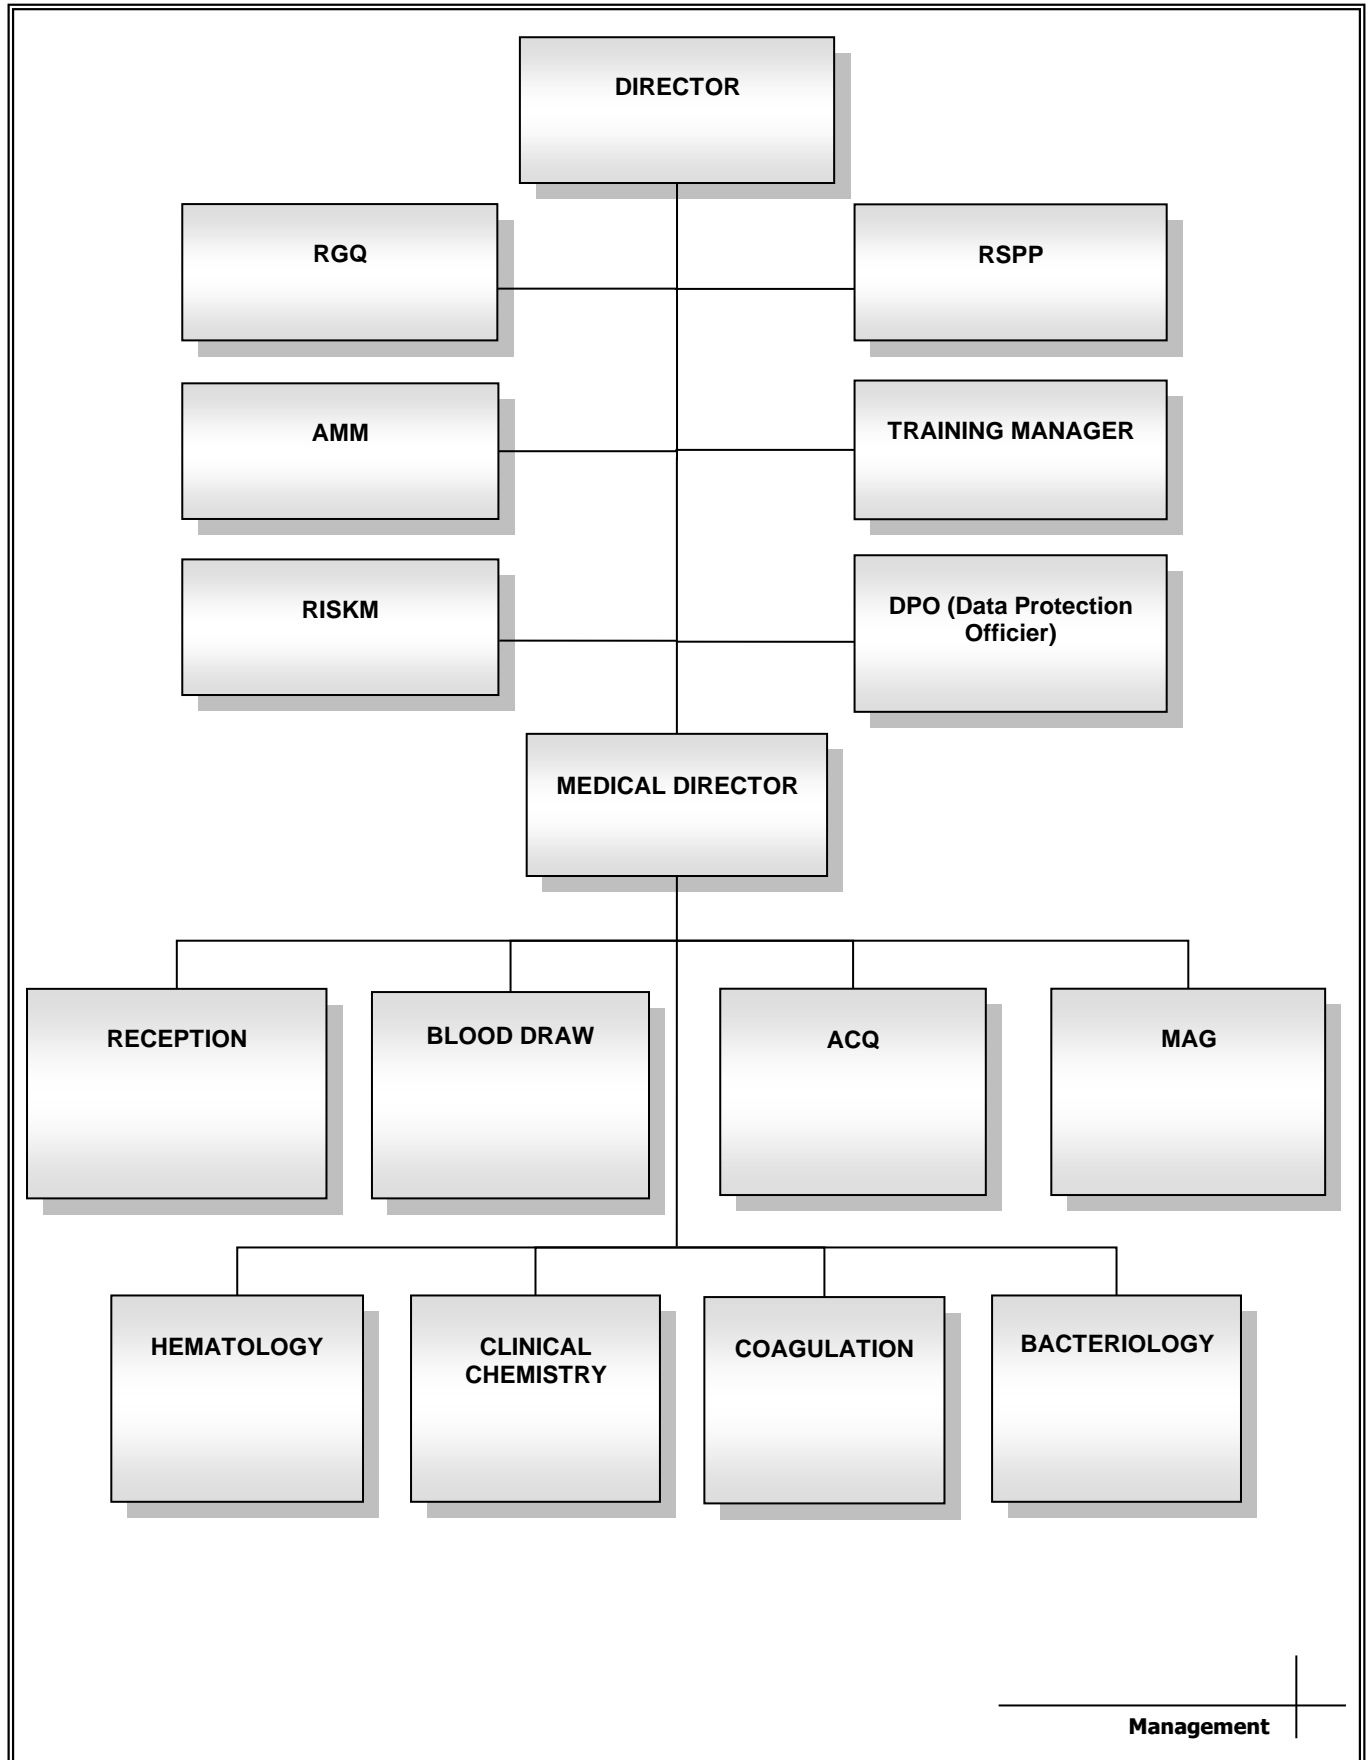 DIRECTOR
RGQ
RSPP
AMM
TRAINING MANAGER
RISKM
DPO (Data Protection
Officier)
MEDICAL DIRECTOR
RECEPTION
BLOOD DRAW
ACQ
MAG
HEMATOLOGY
CLINICAL
CHEMISTRY
COAGULATION
BACTERIOLOGY
Management